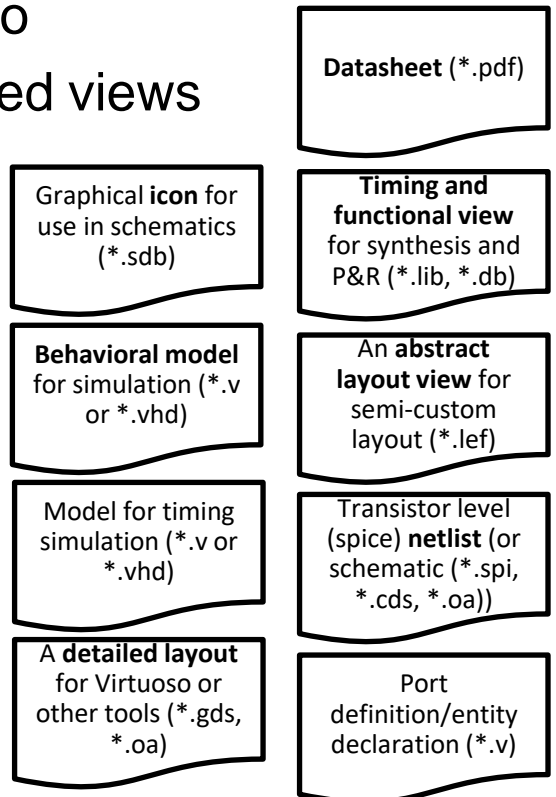 o
ed views
Datasheet (*.pdf)
Graphical icon for
use in schematics
(*.sdb)
Timing and
functional view
for synthesis and
P&R (*.lib, *.db)
Behavioral model
for simulation (*.v
or *.vhd)
An abstract
layout view for
semi-custom
layout (*.lef)
Model for timing
simulation (*.v or
*.vhd)
Transistor level
(spice) netlist (or
schematic (*.spi,
*.cds, *.oa))
A detailed layout
for Virtuoso or
other tools (*.gds,
*.oa)
Port
definition/entity
declaration (*.v)